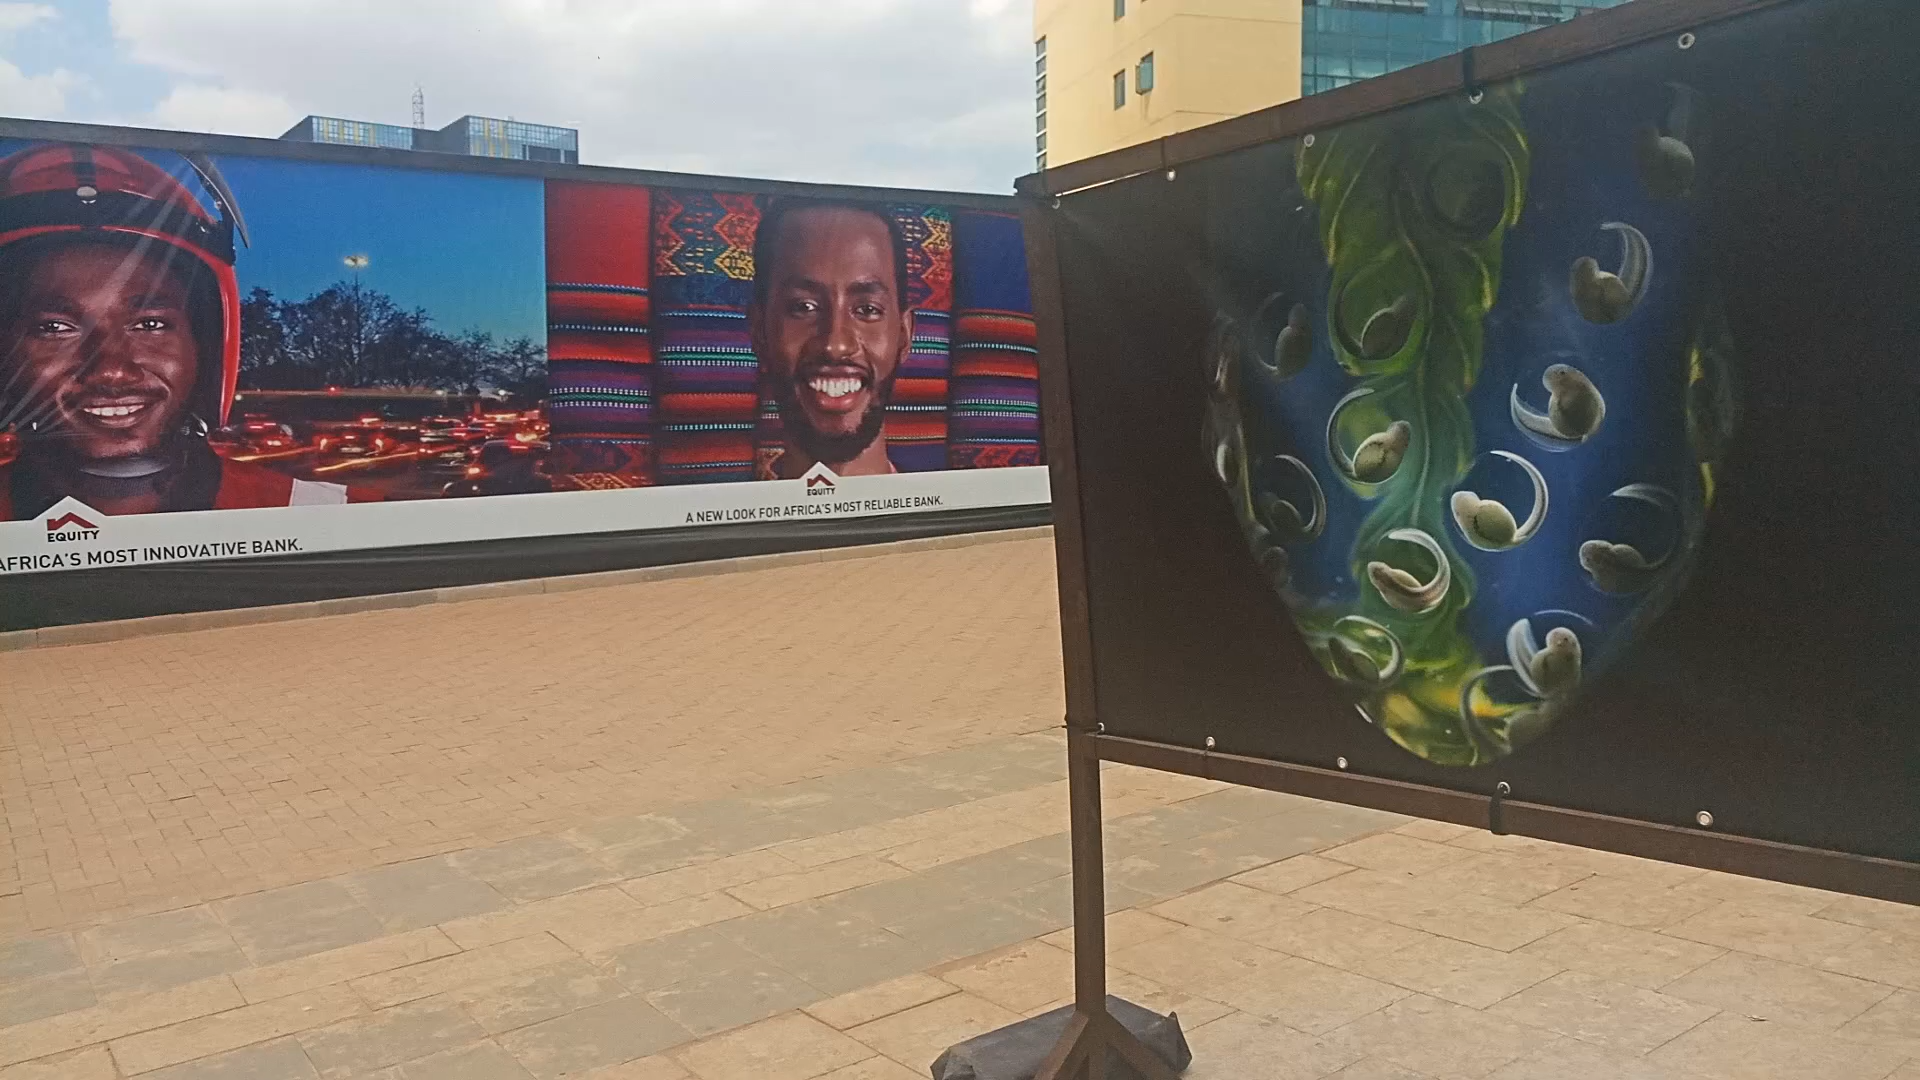 EQUITY
AFRICA'S MOST INNOVATIVE BANK.
EQUITY
A NEW LOOK FOR AFRICA'S MOST RELIABLE BANK.